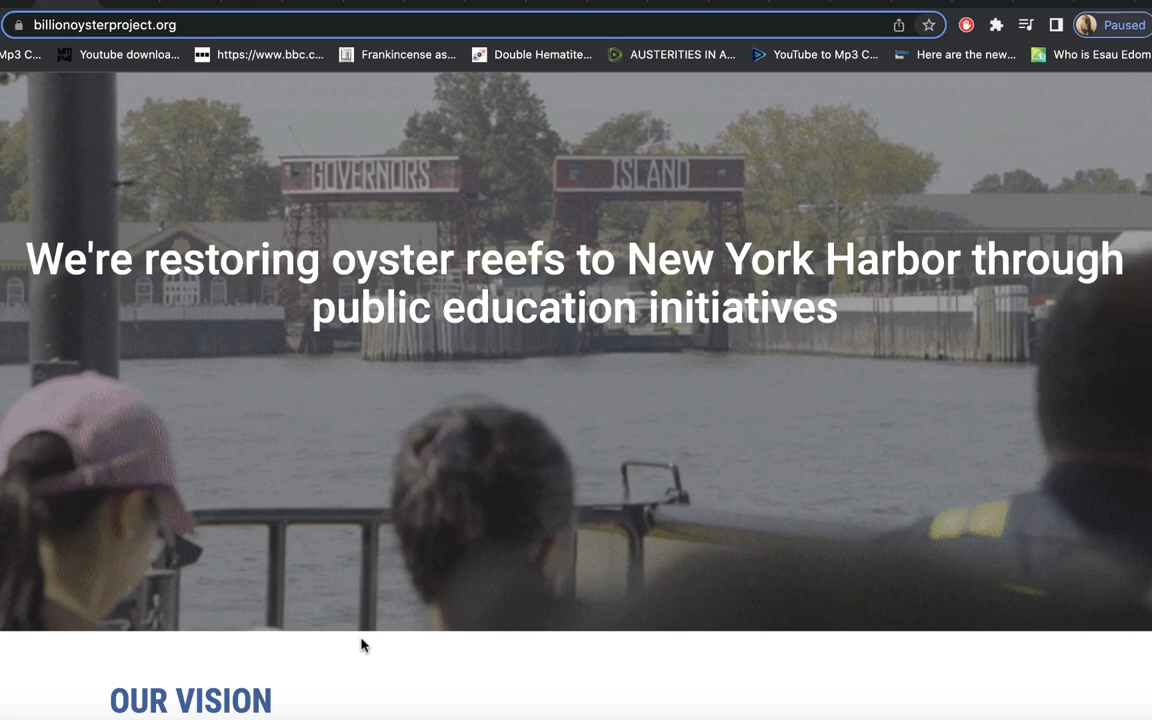 billionoysterproject.org
Paused
Mp3 C...
Youtube downloa...
https://www.bbc.c...
Frankincense as...
Double Hematite...
AUSTERITIES IN A...
YouTube to Mp3 C...
Here are the new...
Who is Esau Edom
GOVERNORS ISLAND
We're restoring oyster reefs to New York Harbor through
public education initiatives
OUR VISION